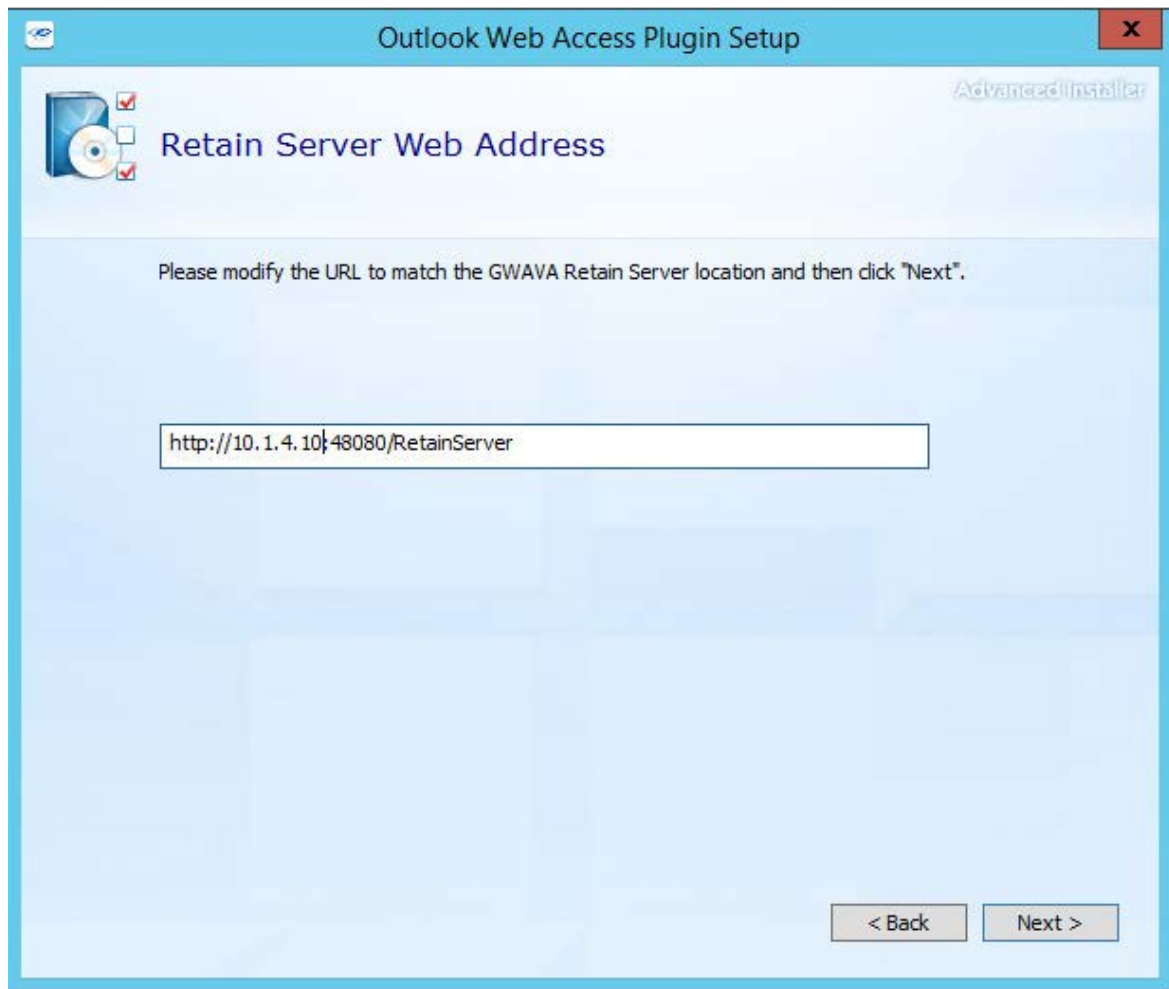 Outlook Web Access Plugin Setup
X
Advanced Installer
Retain Server Web Address
Please modify the URL to match the GWAVA Retain Server location and then click "Next".
http://10.1.4.10:48080/RetainServer
< Back
Next >